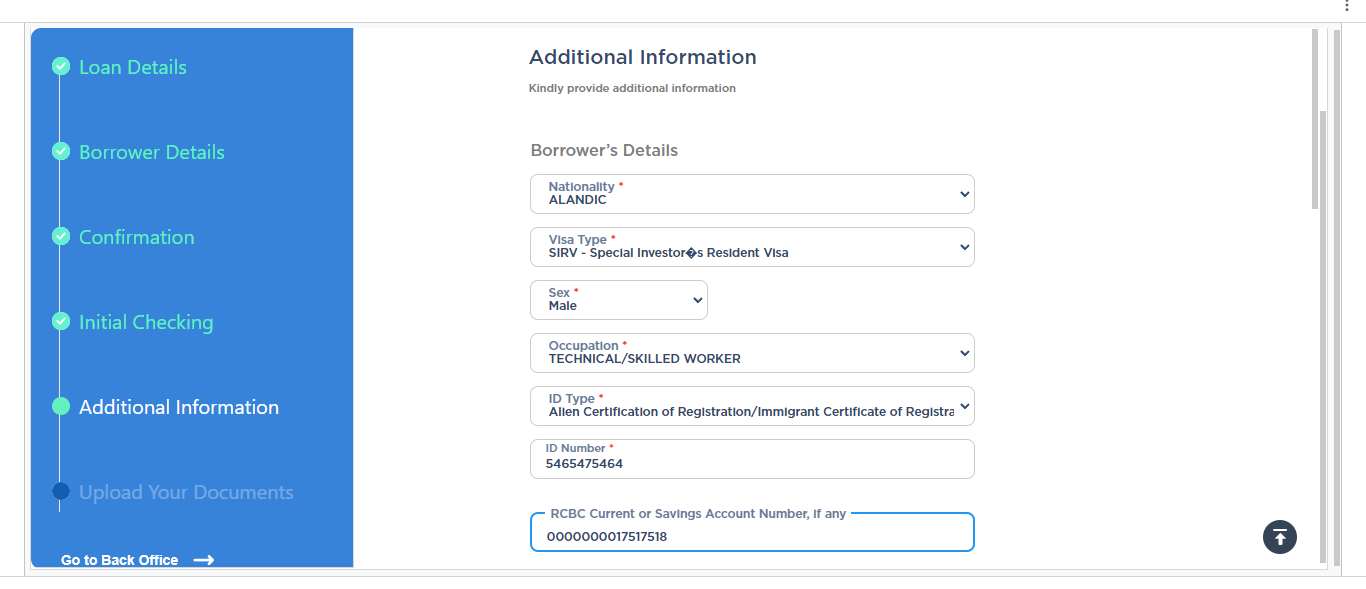 Loan Details
Borrower Details
Confirmation
Initial Checking
Additional Information
Upload Your Documents
Go to Back Office
Additional Information
Kindly provide additional information
Borrower's Details
Nationality *
ALANDIC
Visa Type *
SIRV - Special Investor�s Resident Visa
Sex *
Male
Occupation *
TECHNICAL/SKILLED WORKER
ID Type *
Alien Certification of Registration/Immigrant Certificate of Registra
ID Number *
5465475464
RCBC Current or Savings Account Number, if any
0000000017517518